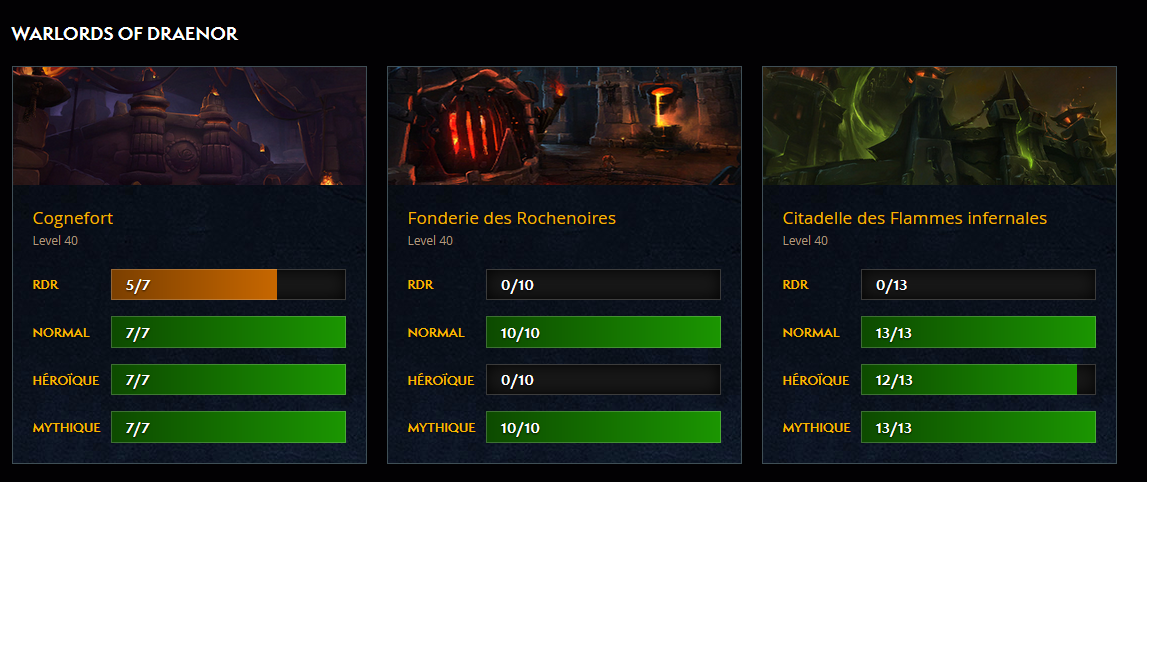 WARLORDS OF DRAENOR
Cognefort
Level 40
RDR 5/7
NORMAL 7/7
HÉROÏQUE 7/7
MYTHIQUE 7/7
Fonderie des Rochenoires
Level 40
RDR 0/10
NORMAL 10/10
HÉROÏQUE 0/10
MYTHIQUE 10/10
Citadelle des Flammes infernales
Level 40
RDR 0/13
NORMAL 13/13
HÉROÏQUE 12/13
MYTHIQUE 13/13